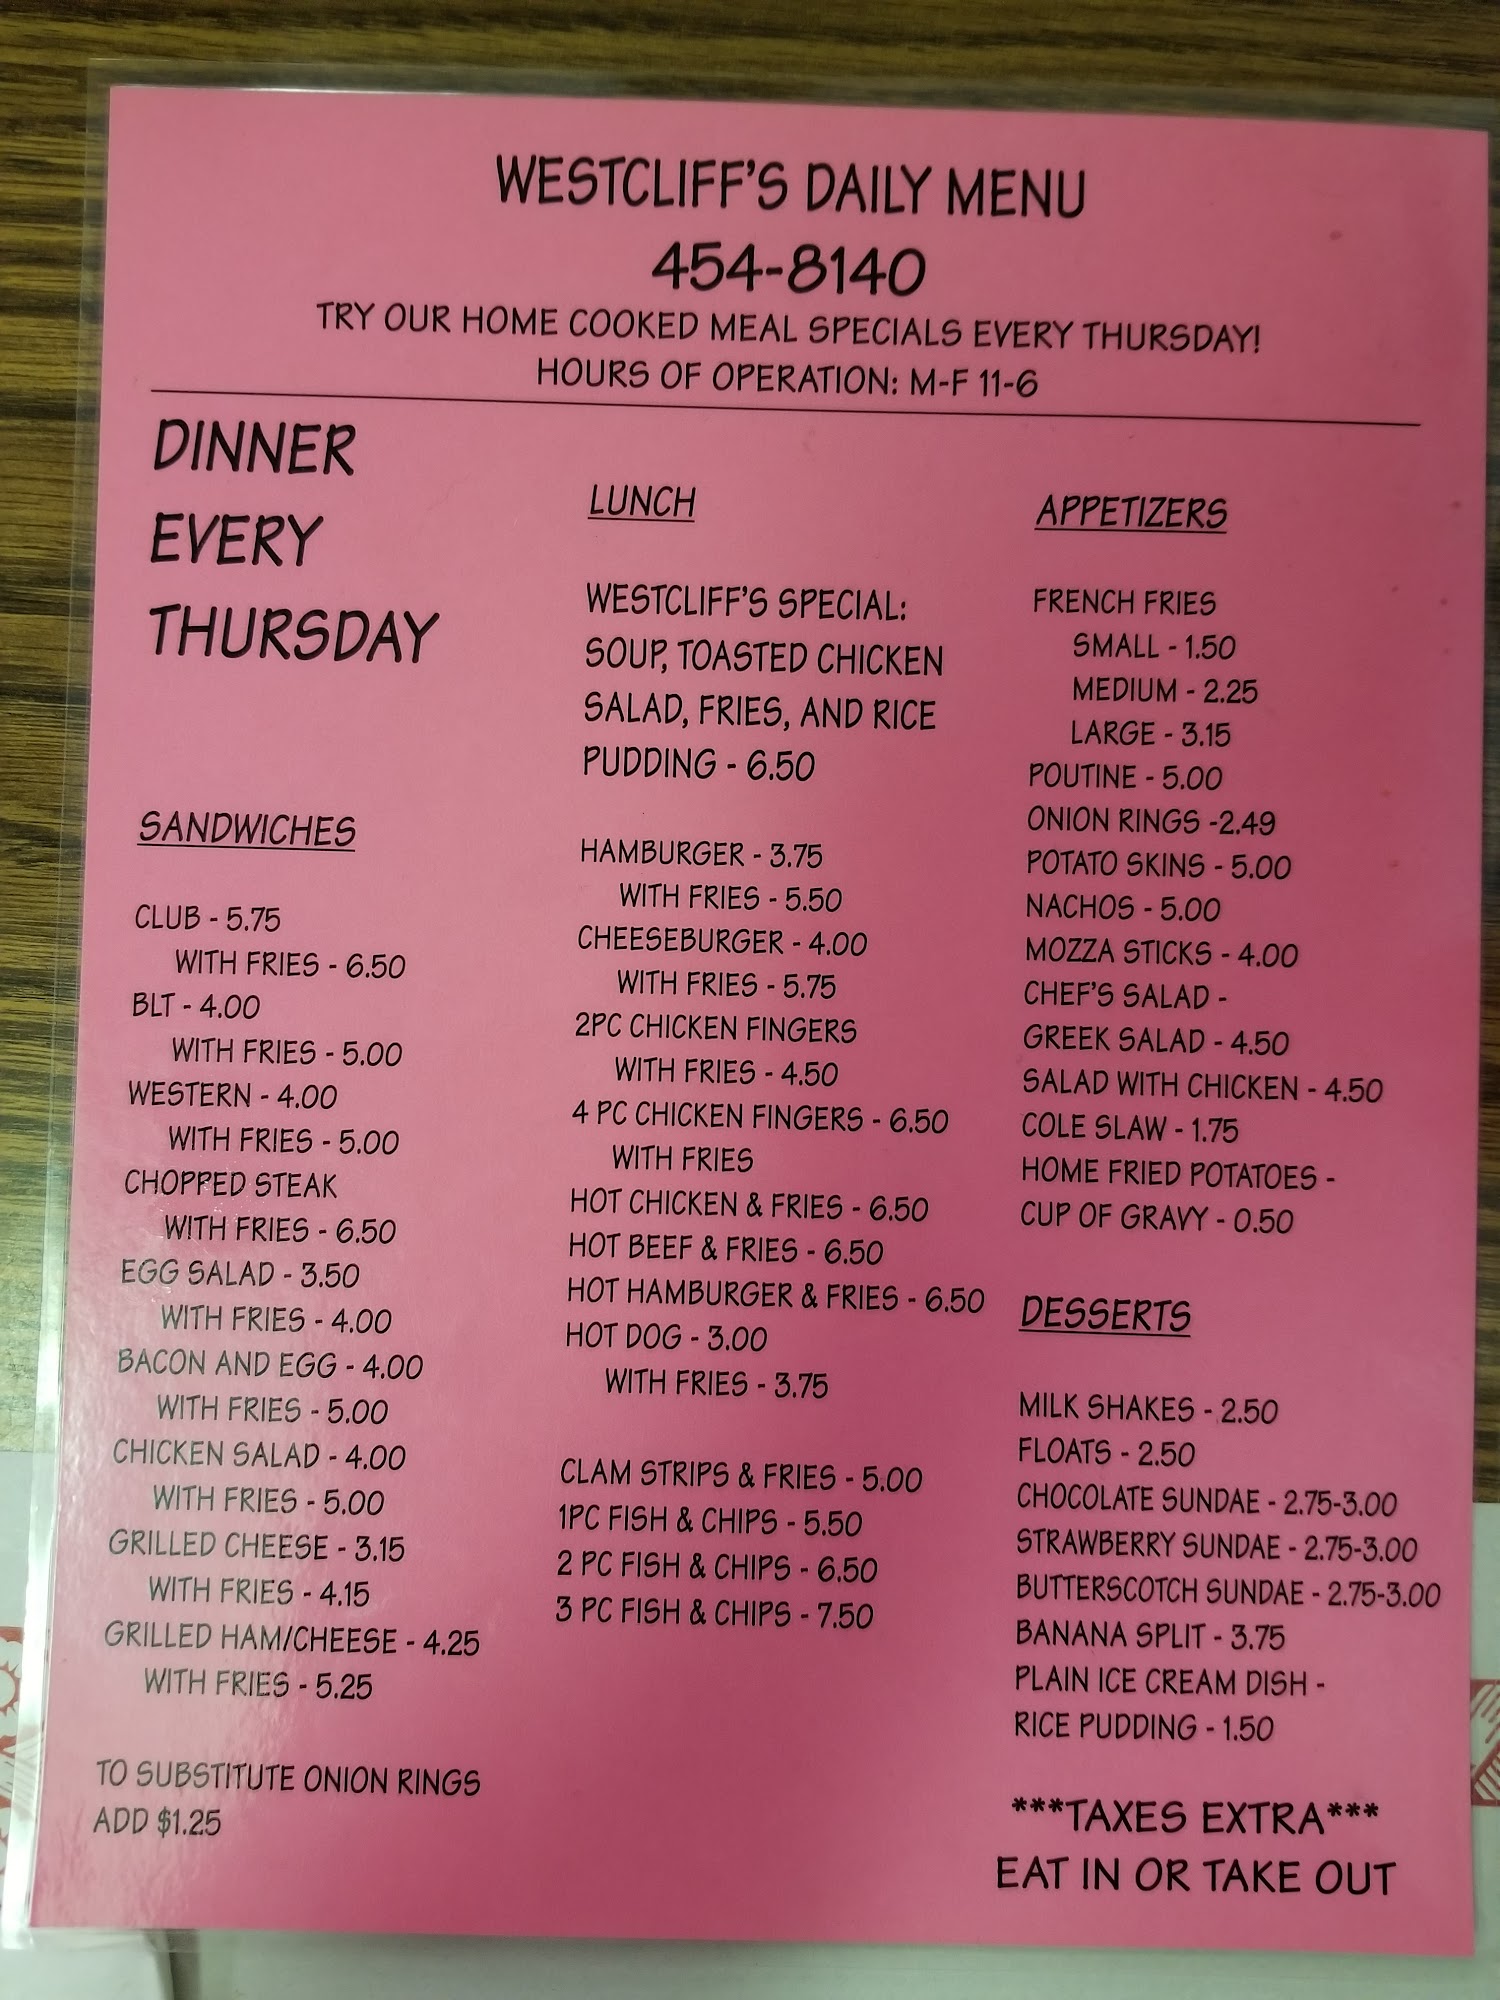 WESTCLIFF'S DAILY MENU
454-8140
TRY OUR HOME COOKED MEAL SPECIALS EVERY THURSDAY!
HOURS OF OPERATION: M-F 11-6
DINNER
EVERY
THURSDAY
SANDWICHES
CLUB - 5.75
WITH FRIES - 6.50
BLT - 4.00
WITH FRIES - 5.00
WESTERN - 4.00
WITH FRIES - 5.00
CHOPPED STEAK
WITH FRIES - 6.50
EGG SALAD - 3.50
WITH FRIES - 4.00
BACON AND EGG - 4.00
WITH FRIES - 5.00
CHICKEN SALAD - 4.00
WITH FRIES - 5.00
GRILLED CHEESE - 3.15
WITH FRIES - 4.15
GRILLED HAM/CHEESE - 4.25
WITH FRIES - 5.25
TO SUBSTITUTE ONION RINGS
ADD $1.25
LUNCH
WESTCLIFF'S SPECIAL:
SOUP, TOASTED CHICKEN
SALAD, FRIES, AND RICE
PUDDING - 6.50
HAMBURGER - 3.75
WITH FRIES - 5.50
CHEESEBURGER - 4.00
WITH FRIES - 5.75
2PC CHICKEN FINGERS
WITH FRIES - 4.50
4 PC CHICKEN FINGERS - 6.50
WITH FRIES
HOT CHICKEN & FRIES - 6.50
HOT BEEF & FRIES - 6.50
HOT HAMBURGER & FRIES - 6.50
HOT DOG - 3.00
WITH FRIES - 3.75
CLAM STRIPS & FRIES - 5.00
1PC FISH & CHIPS - 5.50
2 PC FISH & CHIPS - 6.50
3 PC FISH & CHIPS - 7.50
APPETIZERS
FRENCH FRIES
SMALL - 1.50
MEDIUM - 2.25
LARGE - 3.15
POUTINE - 5.00
ONION RINGS -2.49
POTATO SKINS - 5.00
NACHOS - 5.00
MOZZA STICKS - 4.00
CHEF'S SALAD -
GREEK SALAD - 4.50
SALAD WITH CHICKEN - 4.50
COLE SLAW - 1.75
HOME FRIED POTATOES -
CUP OF GRAVY - 0.50
DESSERTS
MILK SHAKES - 2.50
FLOATS - 2.50
CHOCOLATE SUNDAE - 2.75-3.00
STRAWBERRY SUNDAE - 2.75-3.00
BUTTERSCOTCH SUNDAE - 2.75-3.00
BANANA SPLIT - 3.75
PLAIN ICE CREAM DISH -
RICE PUDDING - 1.50
***TAXES EXTRA***
EAT IN OR TAKE OUT